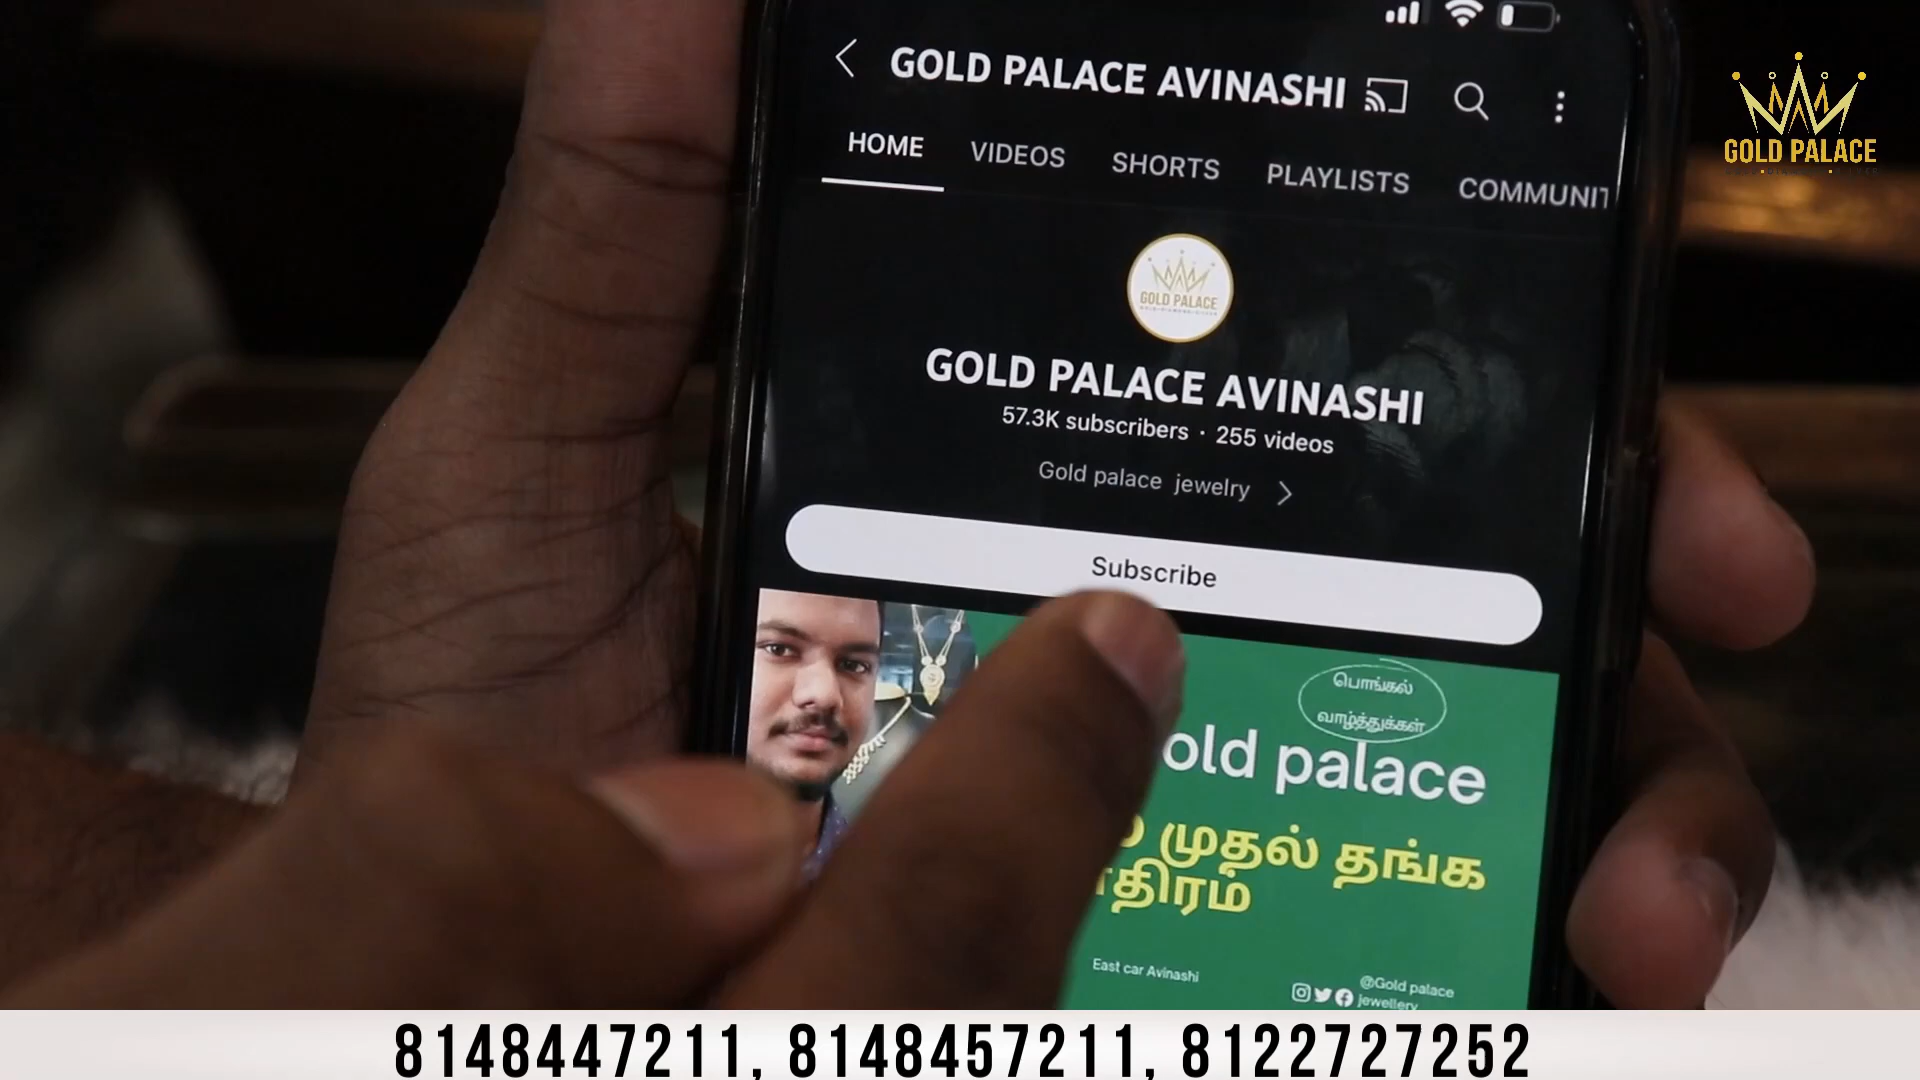 GOLD PALACE AVINASHI
HOME VIDEOS SHORTS PLAYLISTS COMMUNIT
GOLD PALACE
GOLD PALACE
GOLD PALACE AVINASHI
57.3K subscribers · 255 videos
Gold palace jewelry
Subscribe
பொங்கல்
வாழ்த்துக்கள்
old palace
முதல் தங்க
திரம்
East car Avinashi
@Gold palace
jewellery
8148447211, 8148457211, 8122727252